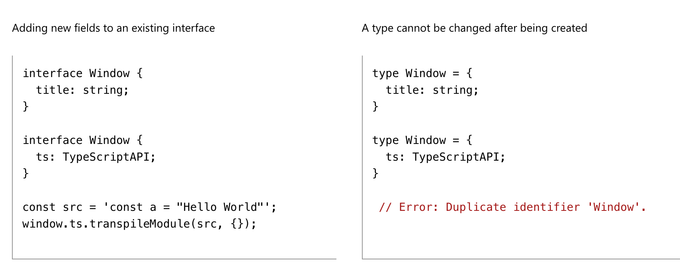 Adding new fields to an existing interface
interface Window {
  title: string;
}
interface Window {
  ts: TypeScriptAPI;
}
const src = 'const a = "Hello World"';
window.ts.transpileModule(src, {});
A type cannot be changed after being created
type Window = {
  title: string;
}
type Window = {
  ts: TypeScriptAPI;
}
// Error: Duplicate identifier 'Window'.